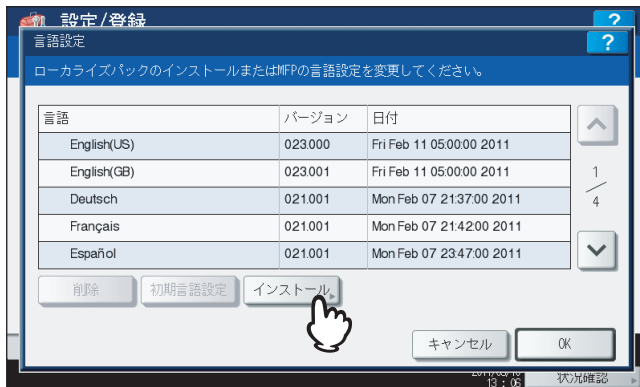 設定/登録
?
言語設定
?
ローカライズパックのインストールまたはMFPの言語設定を変更してください。
言語 バージョン 日付
English(US) 023.000 Fri Feb 11 05:00:00 2011
English(GB) 023.001 Fri Feb 11 05:00:00 2011
1
Deutsch 021.001 Mon Feb 07 21:37:00 2011
4
Français 021.001 Mon Feb 07 21:42:00 2011
Español 021.001 Mon Feb 07 23:47:00 2011
削除 初期言語設定 インストール
キャンセル OK
13:06 状況確認